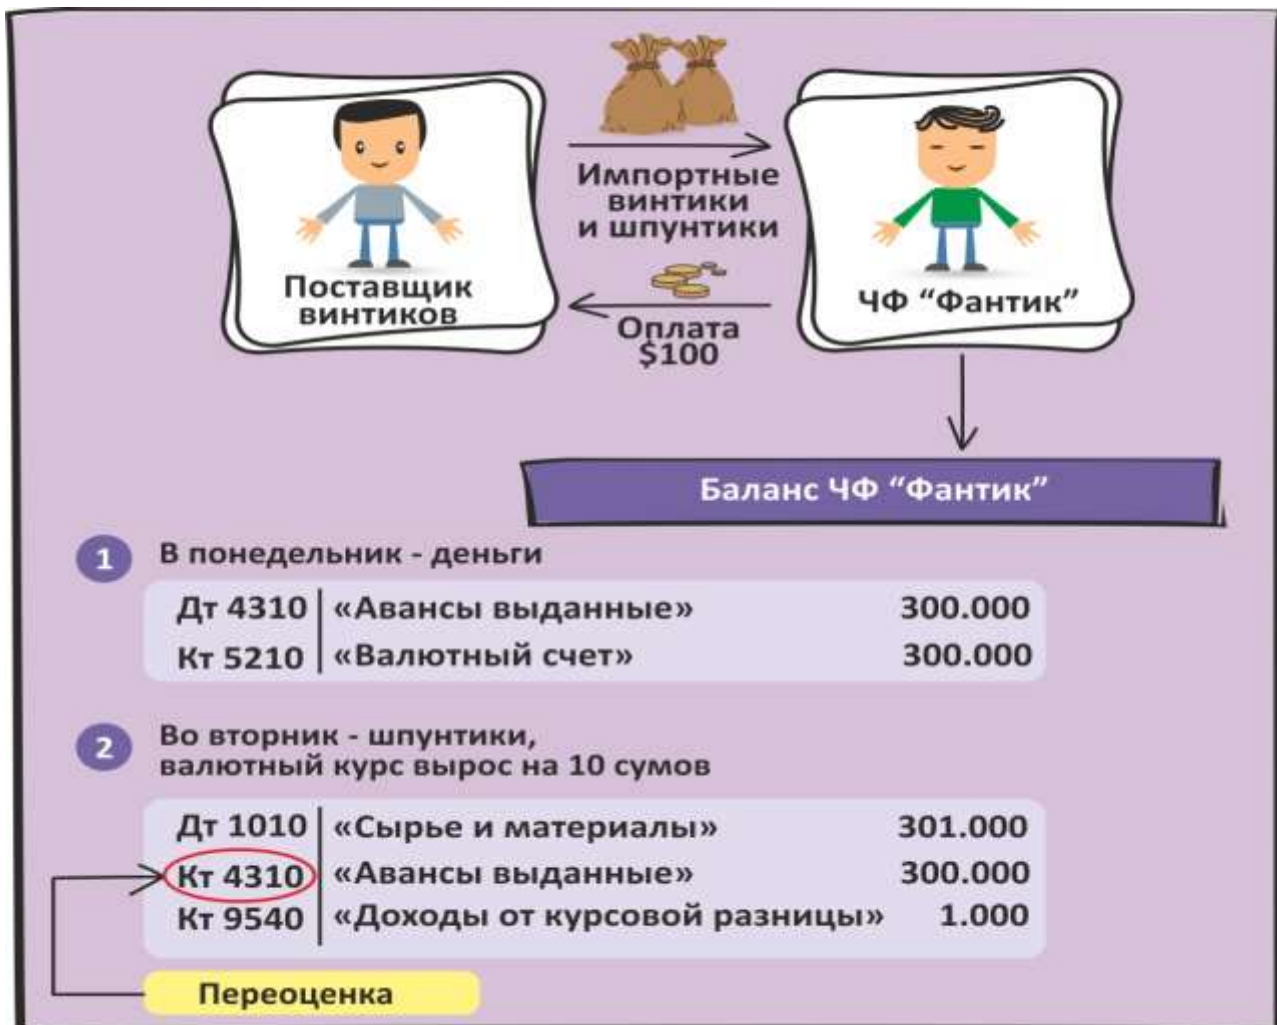 Импортные
винтики
и шпунтики
Поставщик
винтиков
ЧФ “Фантик”
Оплата
$100
Баланс ЧФ “Фантик”
1 В понедельник - деньги
Дт 4310 «Авансы выданные» 300.000
Кт 5210 «Валютный счет» 300.000
2 Во вторник - шпунтики,
валютный курс вырос на 10 сумов
Дт 1010 «Сырье и материалы» 301.000
Кт 4310 «Авансы выданные» 300.000
Кт 9540 «Доходы от курсовой разницы» 1.000
Переоценка